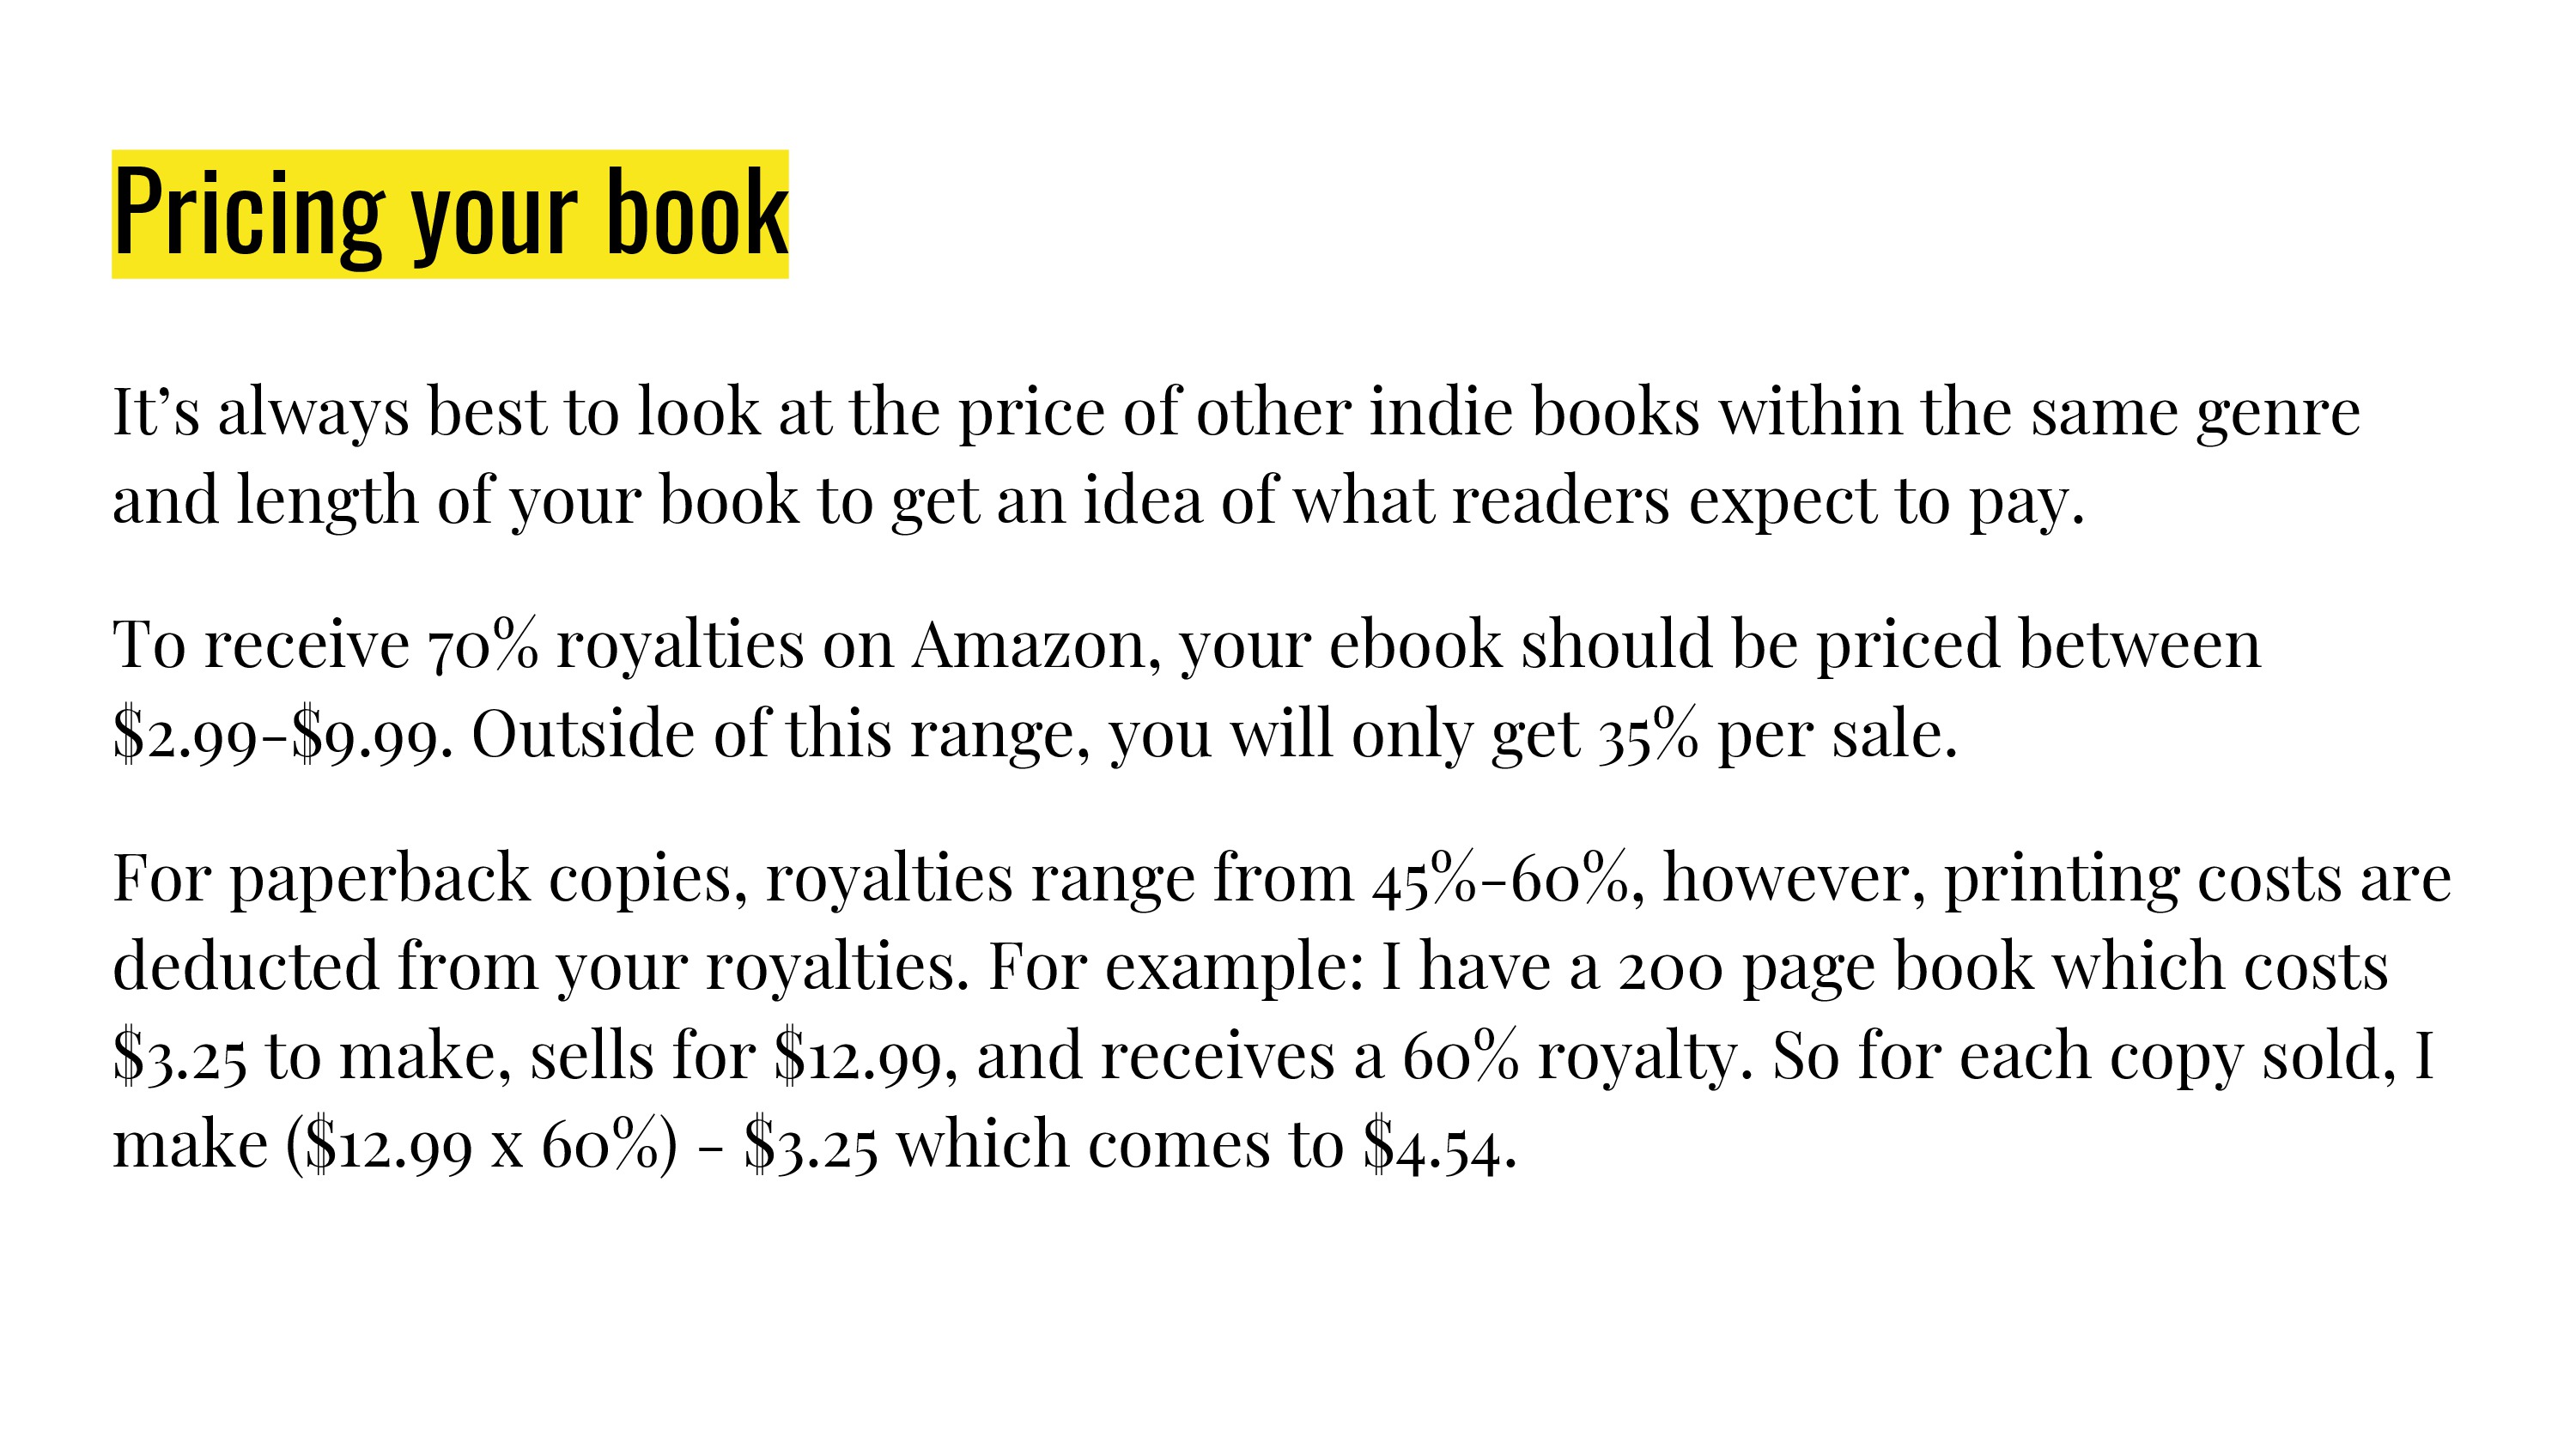 Pricing your book
It’s always best to look at the price of other indie books within the same genre
and length of your book to get an idea of what readers expect to pay.
To receive 70% royalties on Amazon, your ebook should be priced between
$2.99-$9.99. Outside of this range, you will only get 35% per sale.
For paperback copies, royalties range from 45%-60%, however, printing costs are
deducted from your royalties. For example: I have a 200 page book which costs
$3.25 to make, sells for $12.99, and receives a 60% royalty. So for each copy sold, I
make ($12.99 x 60%) - $3.25 which comes to $4.54.